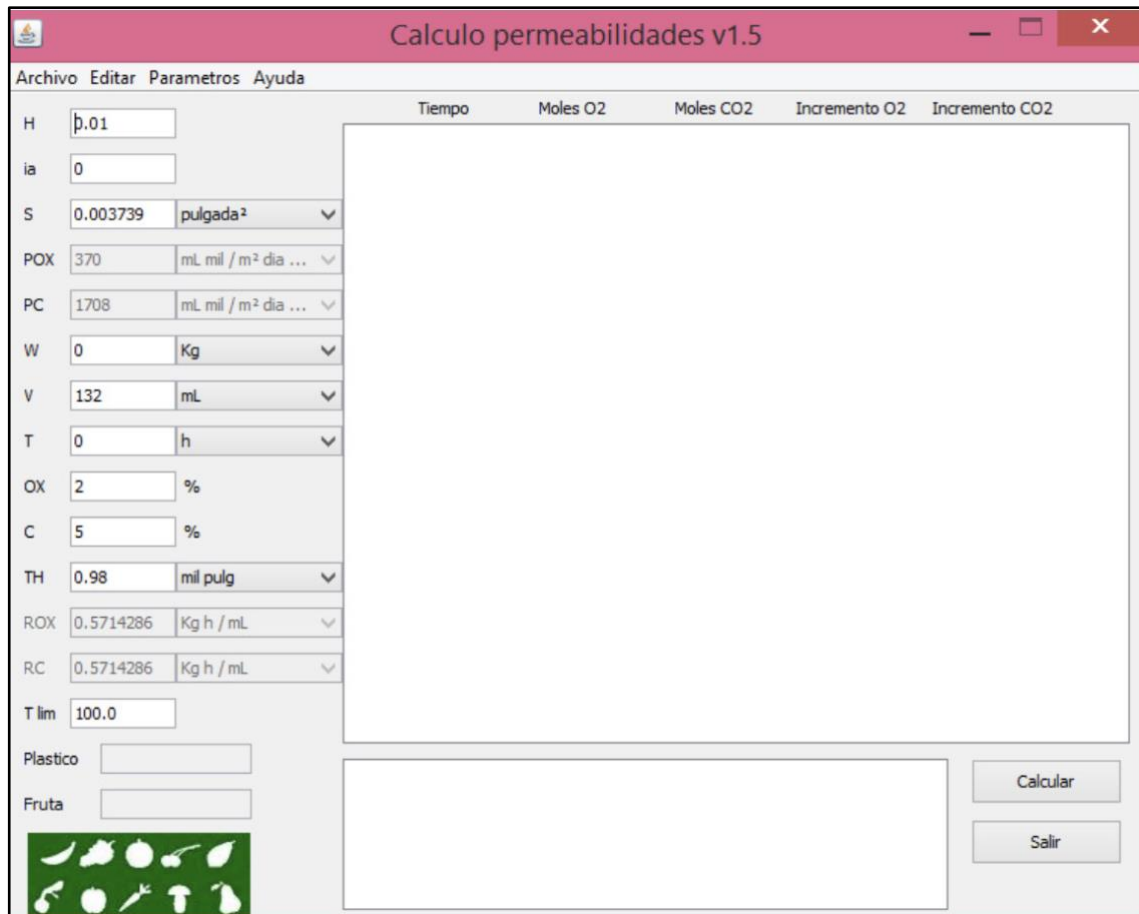 Calculo permeabilidades v1.5
Archivo Editar Parametros Ayuda
Tiempo Moles O2 Moles CO2 Incremento O2 Incremento CO2
H 0.01
ia 0
S 0.003739 pulgada²
POX 370 mL mil / m² dia ...
PC 1708 mL mil / m² dia ...
W 0 Kg
V 132 mL
T 0 h
OX 2 %
C 5 %
TH 0.98 mil pulg
ROX 0.5714286 Kg h / mL
RC 0.5714286 Kg h / mL
T lim 100.0
Plastico
Fruta
Calcular
Salir